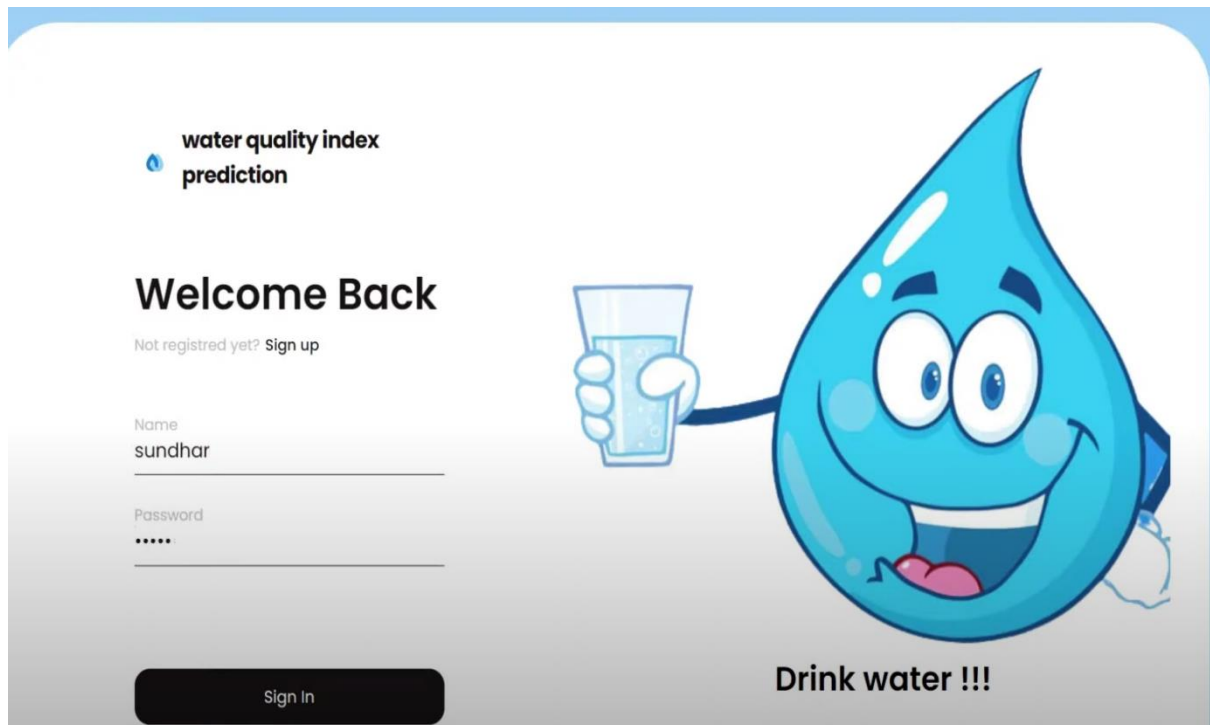 water quality index
prediction
Welcome Back
Not registred yet? Sign up
Name
sundhar
Password
•••••
Sign In
Drink water !!!